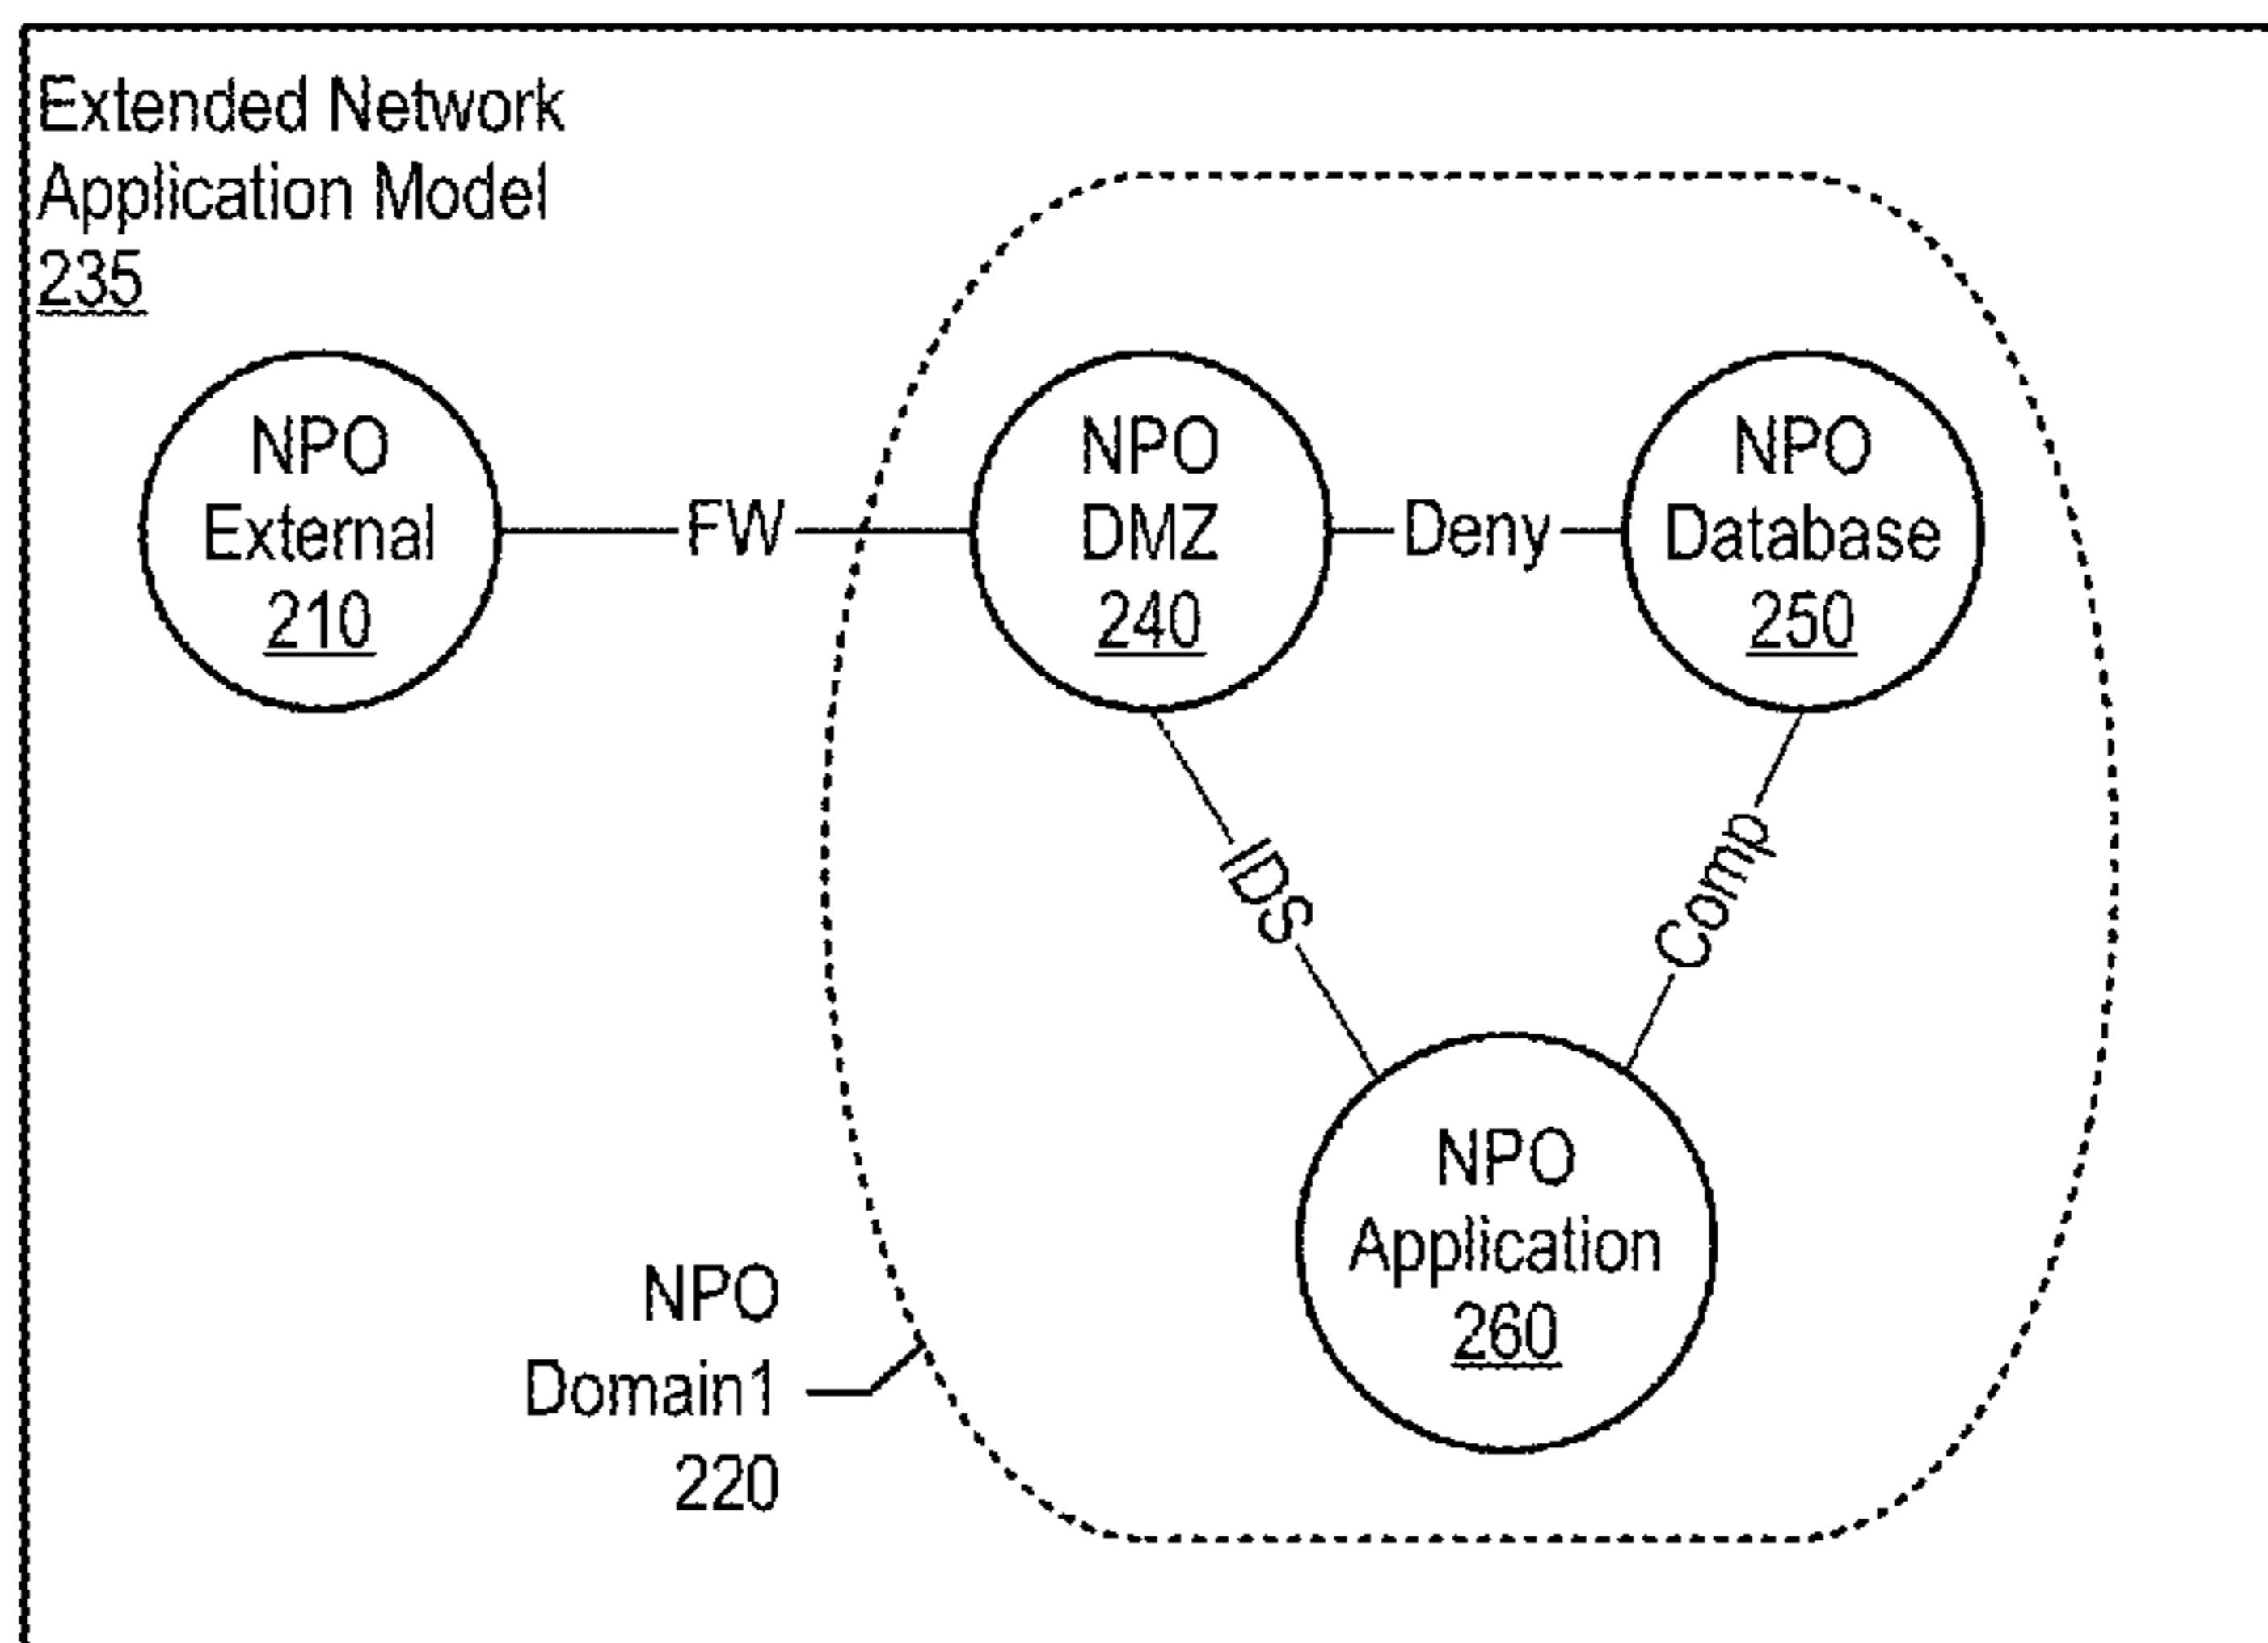 Extended Network
Application Model
235
NPO
External
210
FW
NPO
DMZ
240
Deny
NPO
Database
250
IDS
Comp
NPO
Application
260
NPO
Domain1
220